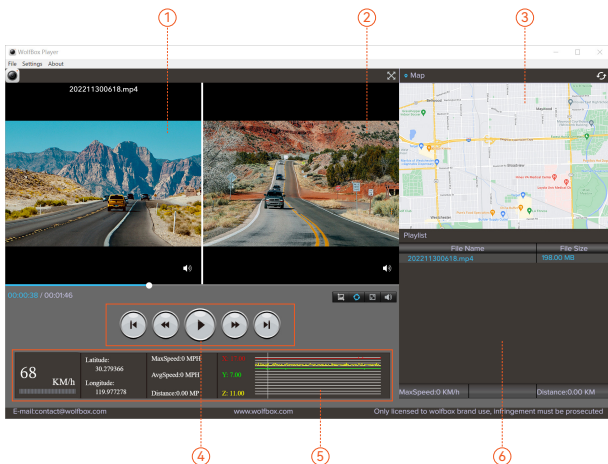 1 2 3
WolfBox Player
File Settings About
202211300618.mp4
Map
Bellwood
Maywood
Broadview
Westchester
Playlist
File Name File Size
202211300618.mp4 198.00 MB
00:00:38 / 00:01:46
68 KM/h
Latitude:
30.279366
Longitude:
119.977278
MaxSpeed:0 MPH
AvgSpeed:0 MPH
Distance:0.00 MP
Y: 7.00
Z: 11.00
MaxSpeed:0 KM/h Distance:0.00 KM
E-mail:contact@wolfbox.com www.wolfbox.com Only licensed to wolfbox brand use, infringement must be prosecuted
4 5 6